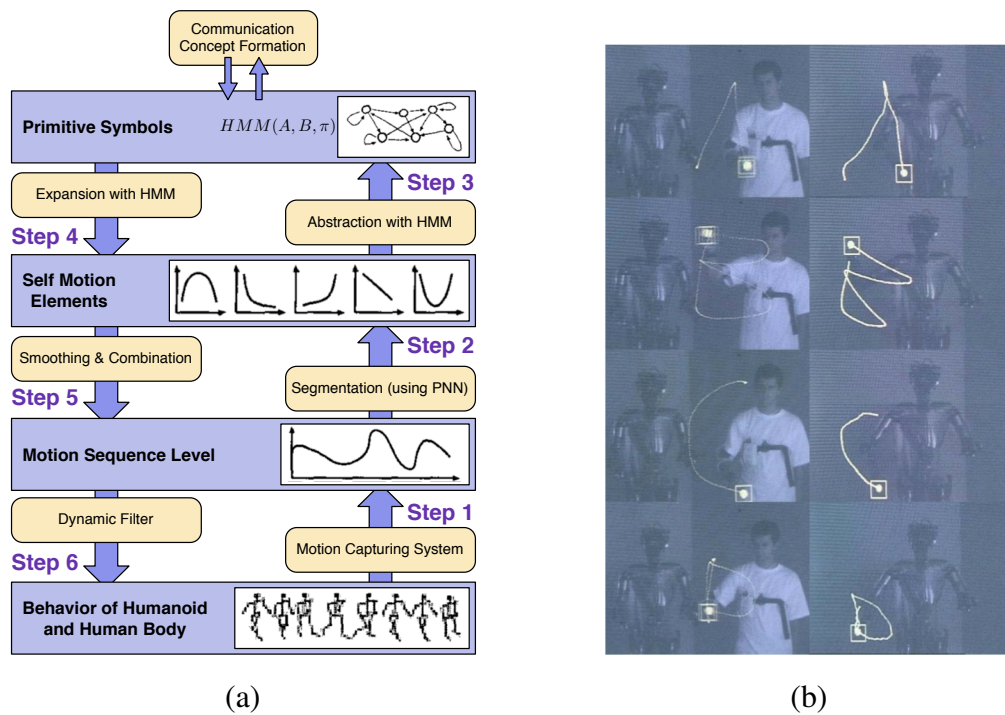 Communication
Concept Formation
Primitive Symbols
HMM(A, B, π)
Expansion with HMM
Step 3
Step 4
Abstraction with HMM
Self Motion
Elements
Smoothing & Combination
Step 2
Step 5
Segmentation (using PNN)
Motion Sequence Level
Dynamic Filter
Step 1
Step 6
Motion Capturing System
Behavior of Humanoid
and Human Body
(a)
(b)